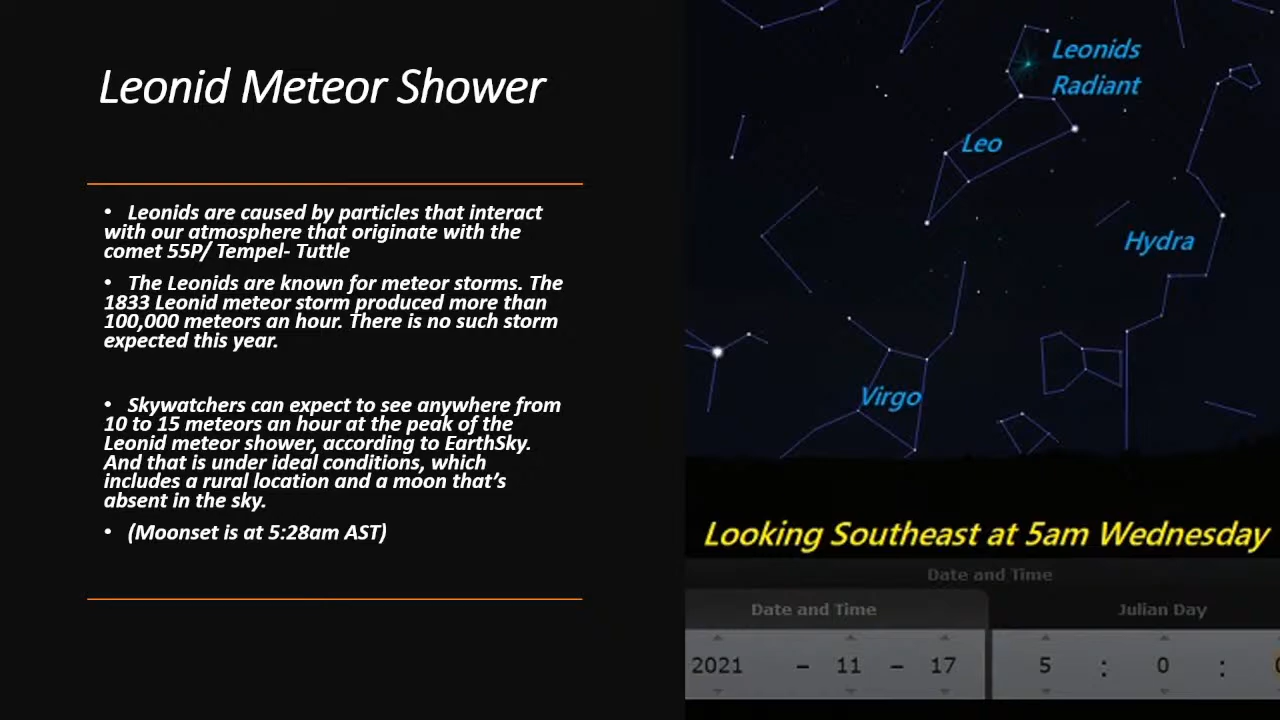 Leonid Meteor Shower
• Leonids are caused by particles that interact
with our atmosphere that originate with the
comet 55P/ Tempel- Tuttle
• The Leonids are known for meteor storms. The
1833 Leonid meteor storm produced more than
100,000 meteors an hour. There is no such storm
expected this year.
• Skywatchers can expect to see anywhere from
10 to 15 meteors an hour at the peak of the
Leonid meteor shower, according to EarthSky.
And that is under ideal conditions, which
includes a rural location and a moon that’s
absent in the sky.
• (Moonset is at 5:28am AST)
Leonids
Radiant
Leo
Hydra
Virgo
Looking Southeast at 5am Wednesday
Date and Time
Date and Time
Julian Day
2021 - 11 - 17
5 : 0 :